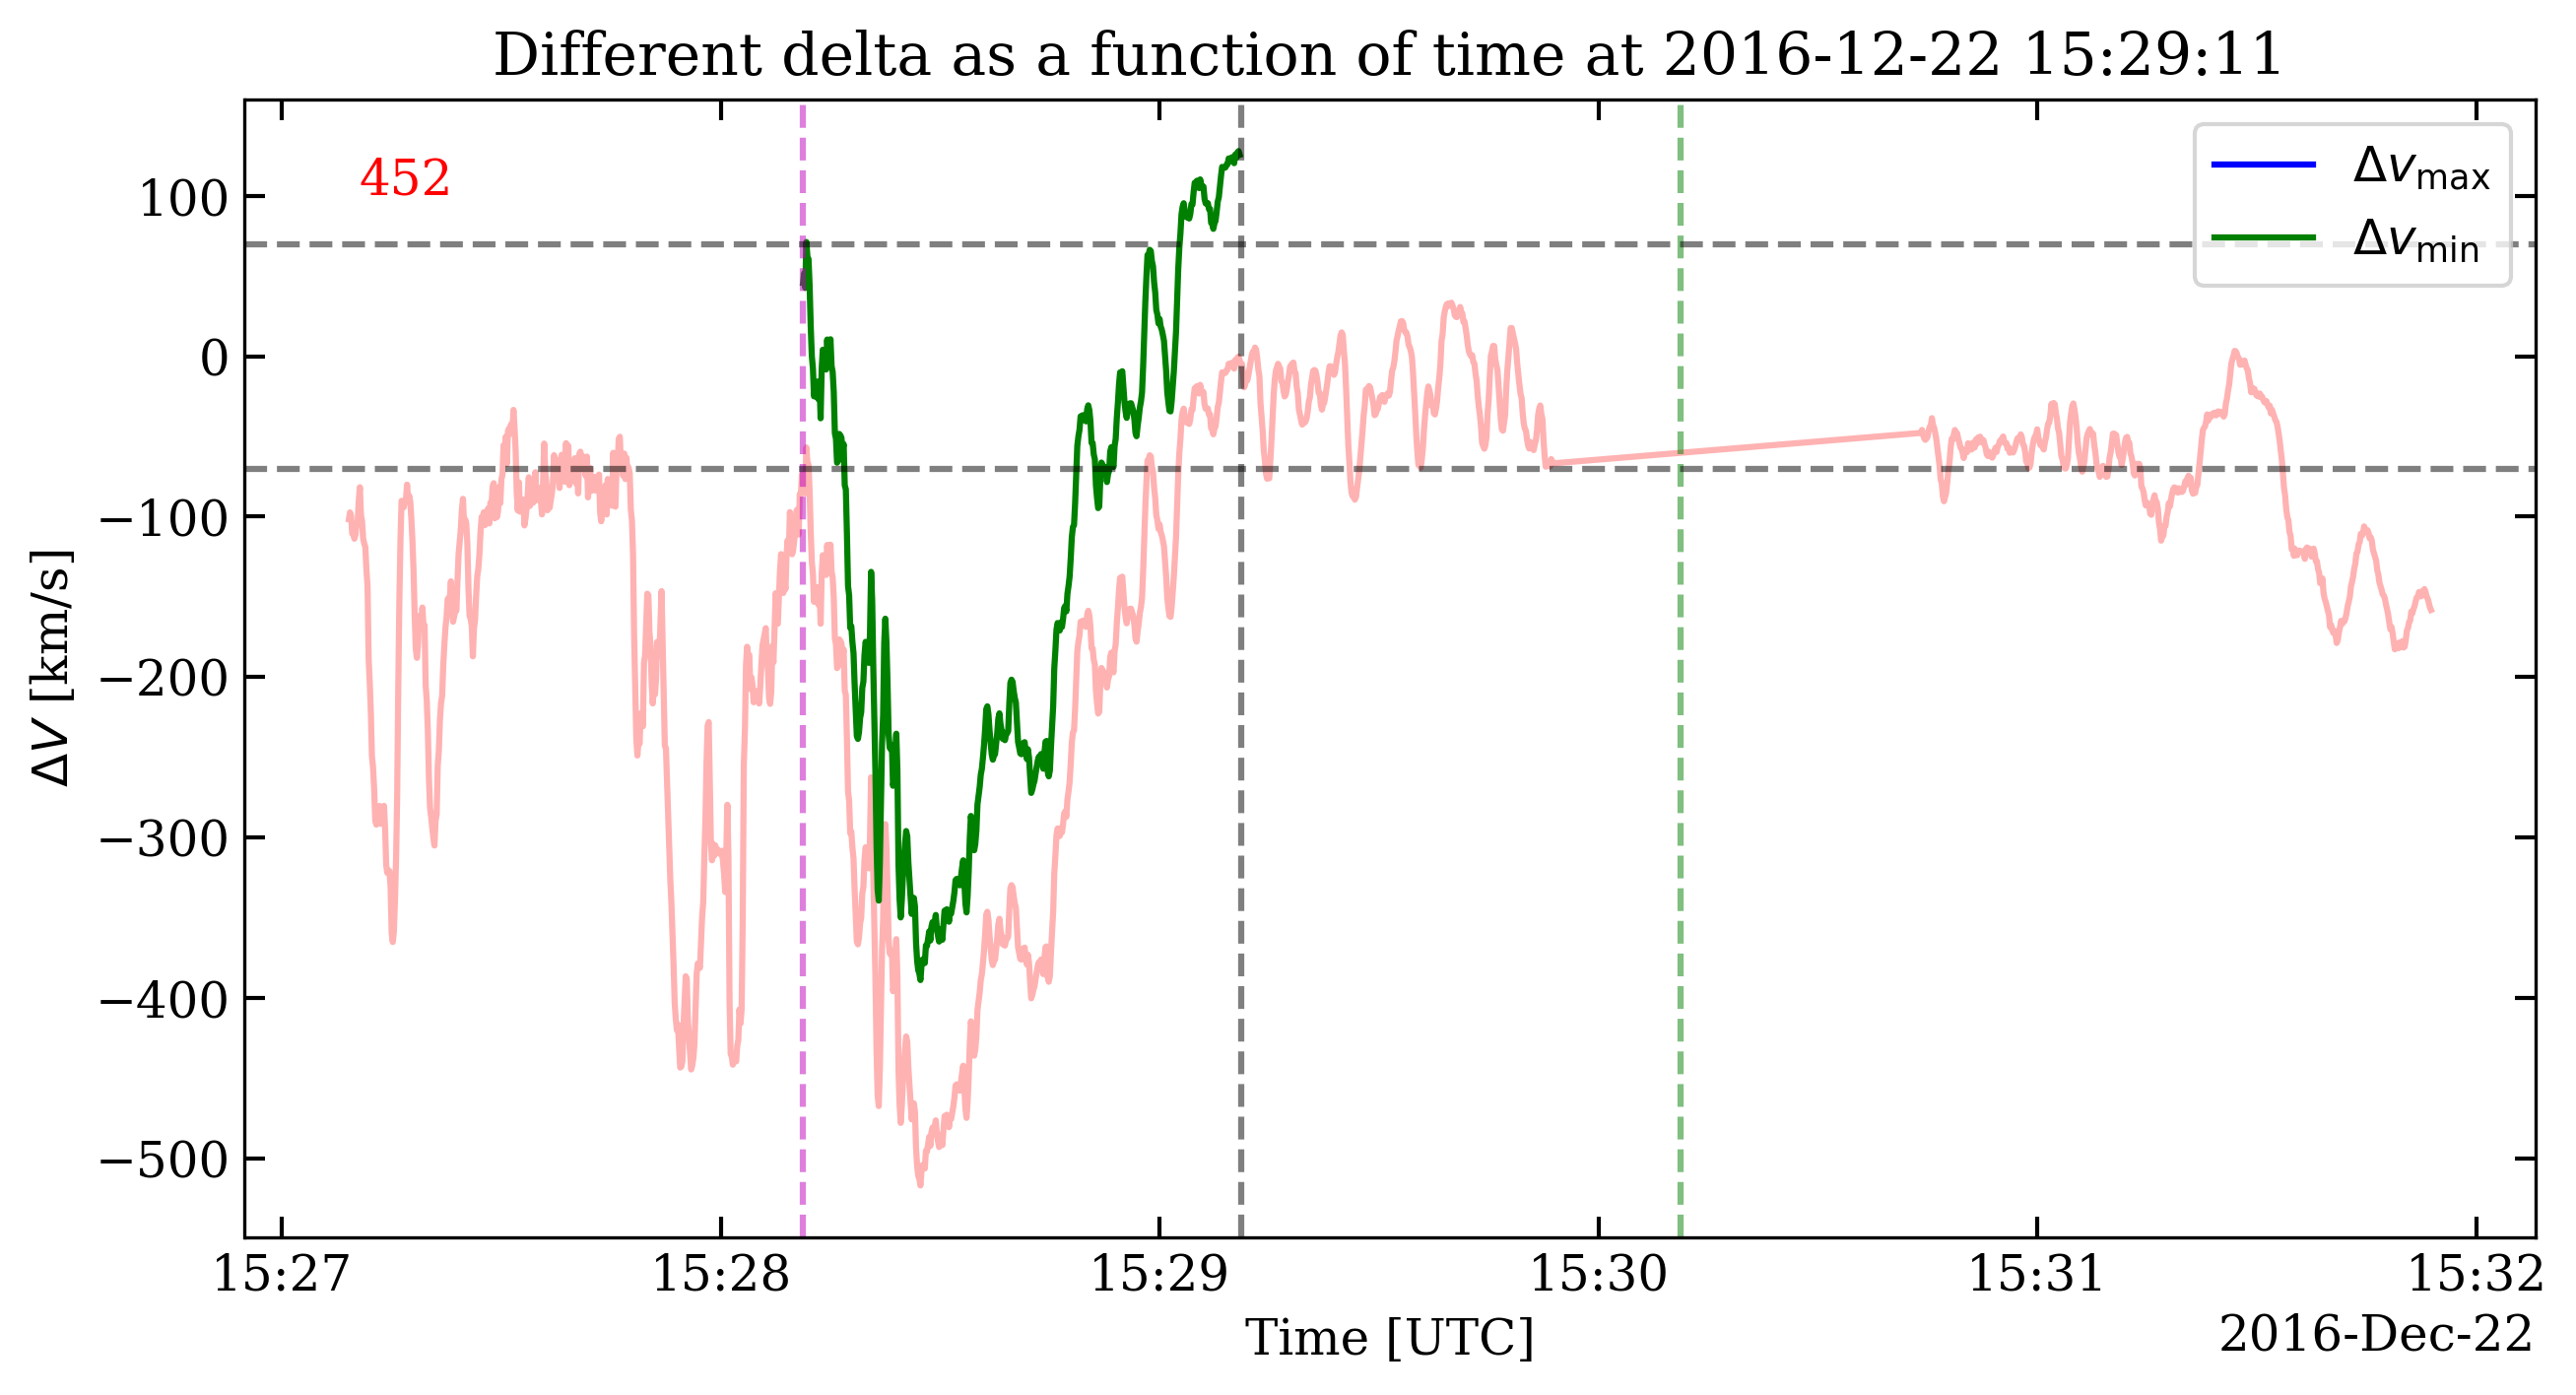 Different delta as a function of time at 2016-12-22 15:29:11
452
Δv_max
Δv_min
100
0
−100
−200
−300
−400
−500
ΔV [km/s]
15:27 15:28 15:29 15:30 15:31 15:32
Time [UTC]
2016-Dec-22